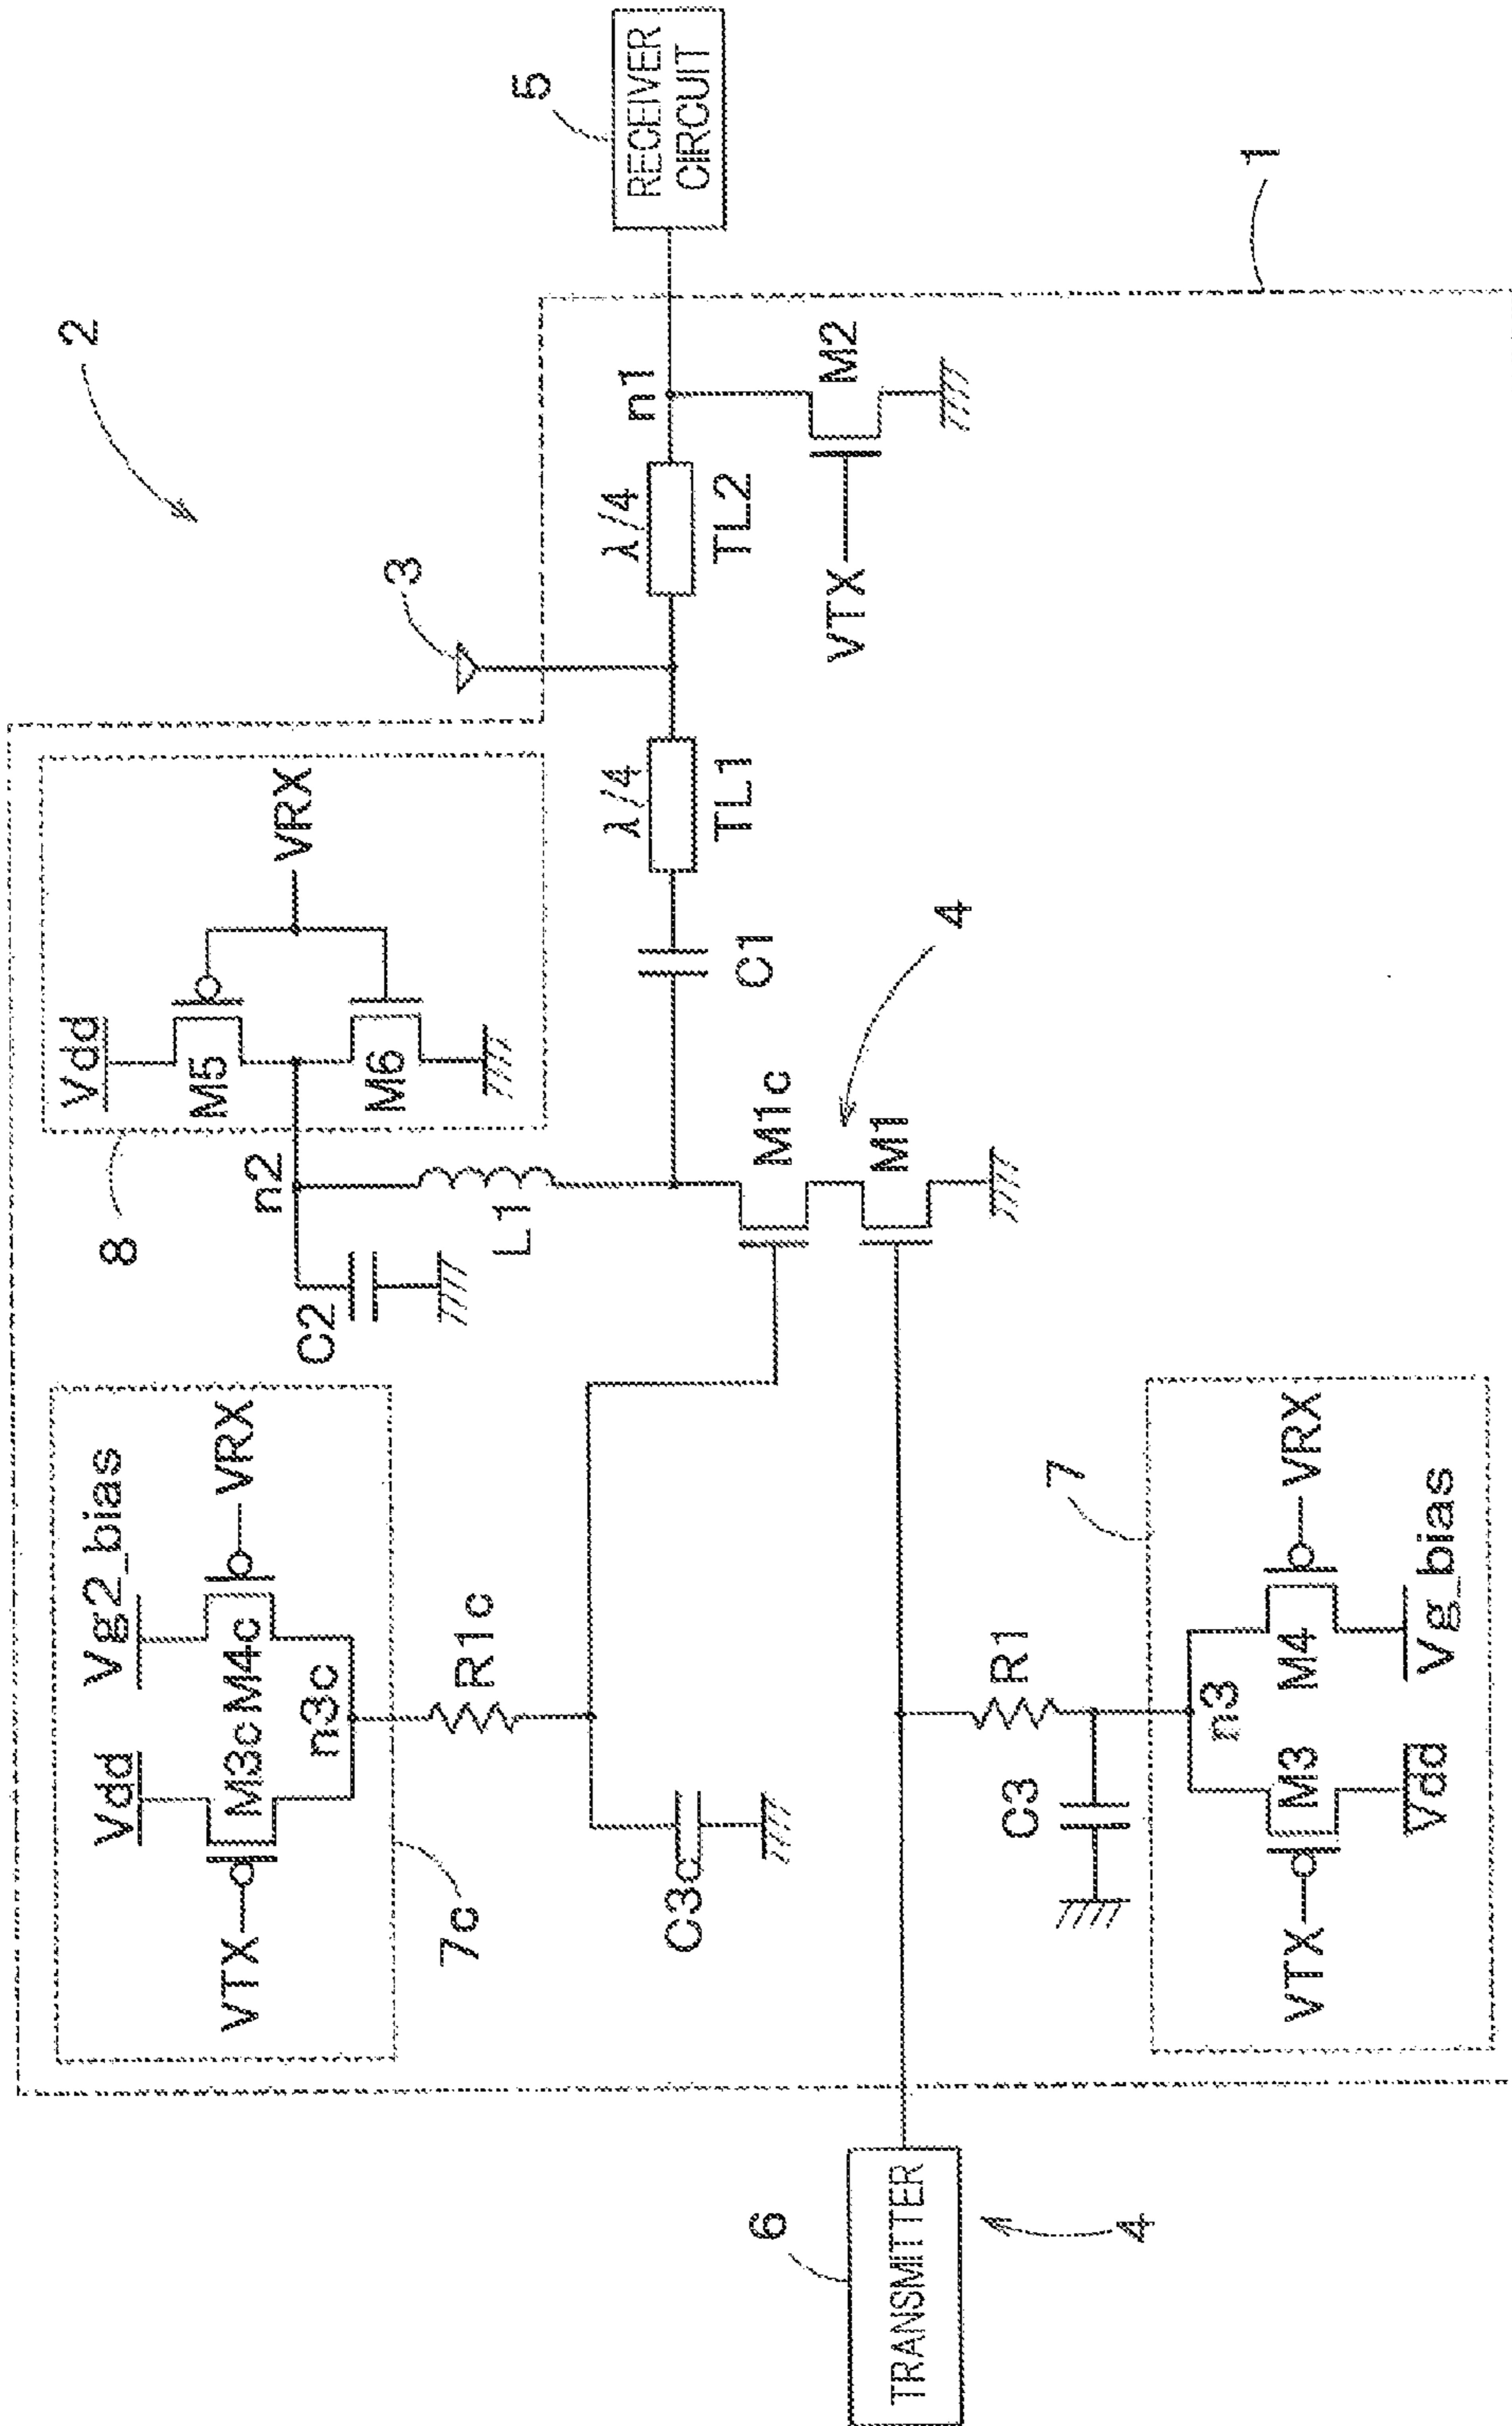 2
3
5
RECEIVER
CIRCUIT
1
8
Vdd
M5
M6
VRX
n2
C2
L1
Vdd
Vg2_bias
VTX
M3c
M4c
VRX
n3c
7c
R1c
C3c
C1
λ/4
TL1
λ/4
TL2
n1
M2
VTX
M1c
M1
4
6
TRANSMITTER
4
R1
C3
7
n3
VTX
M3
M4
VRX
Vdd
Vg_bias